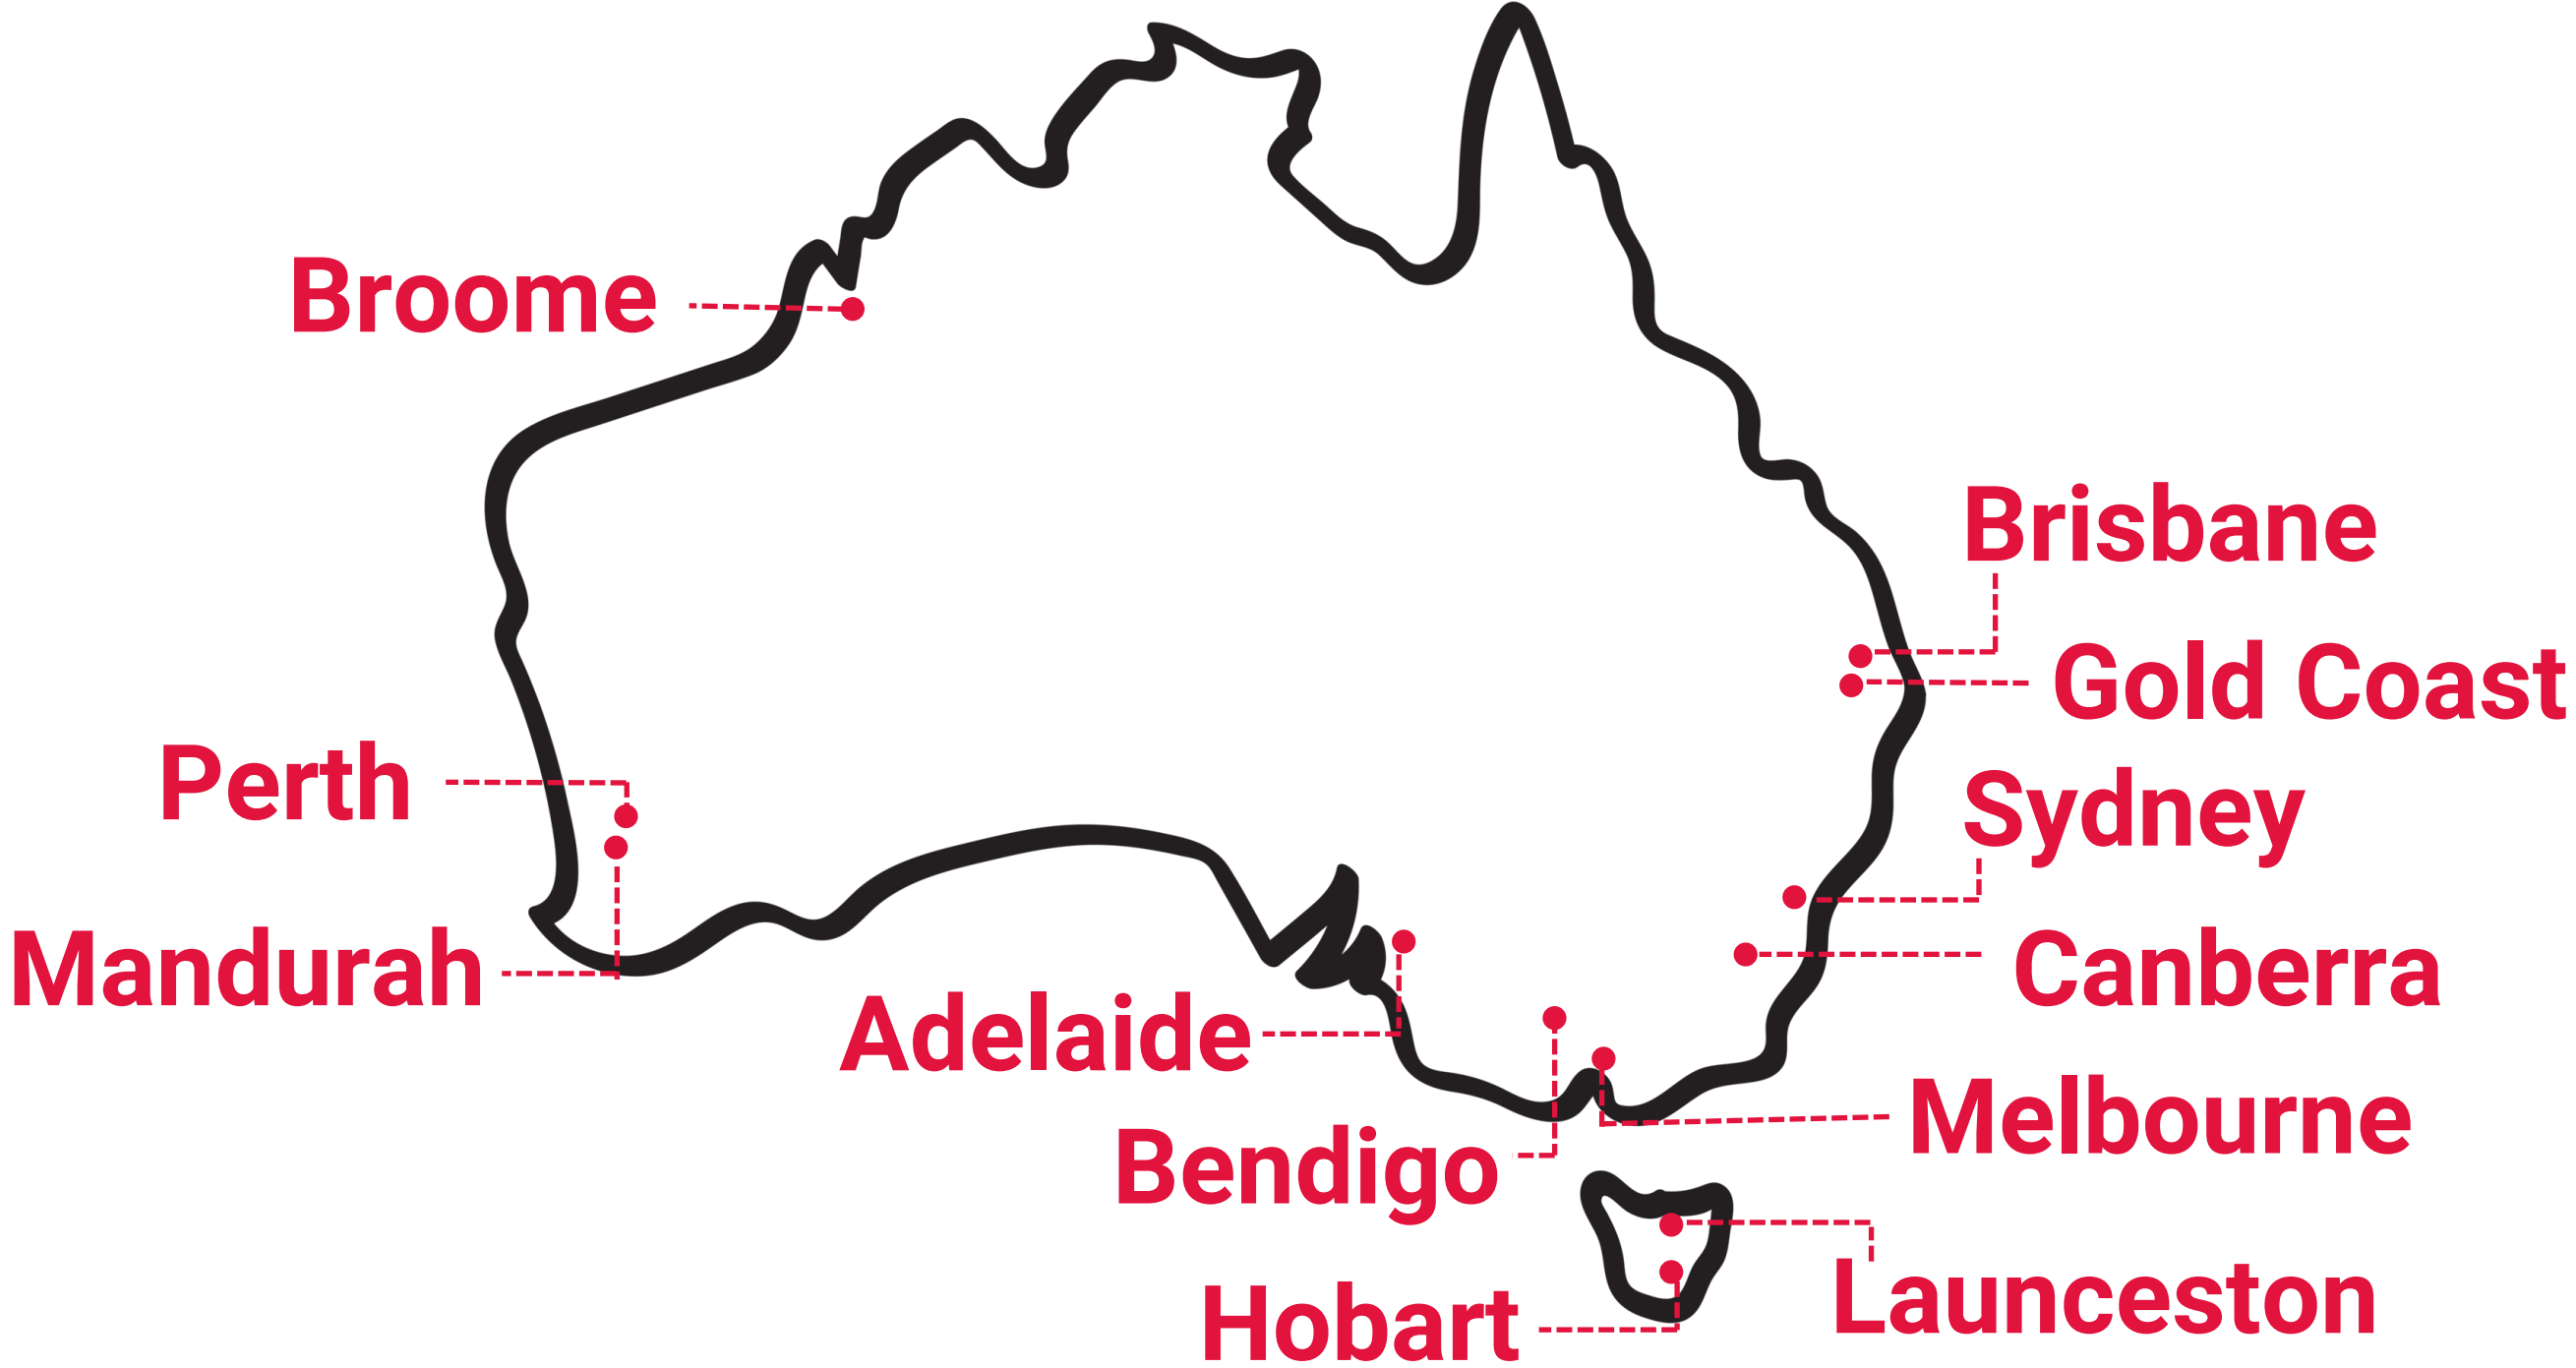 Broome
Brisbane
Gold Coast
Perth
Sydney
Mandurah
Canberra
Adelaide
Melbourne
Bendigo
Launceston
Hobart